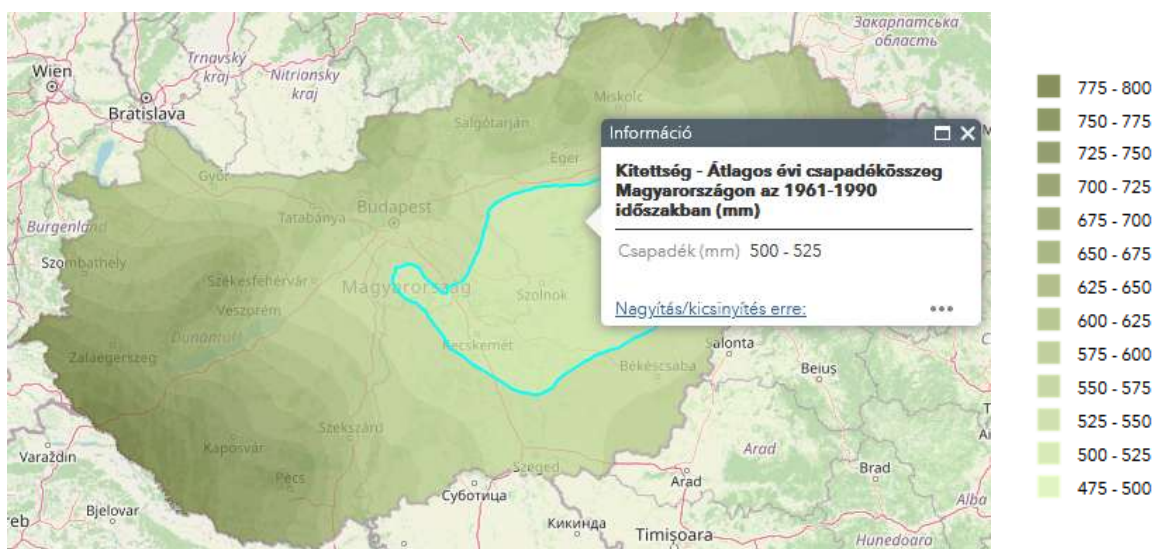 Закарпатська
область
Trnavský
kraj
Nitriansky
kraj
Wien
Bratislava
Miskolc
Salgótarján
Eger
Győr
Tatabánya
Budapest
Burgenland
Szombathely
Székesfehérvár
Magyarország
Szolnok
Veszprém
Dunántúl
Kecskemét
Zalaegerszeg
Békéscsaba
Salonta
Beiuș
Szekszárd
Kaposvár
Varaždin
Pécs
Szeged
Arad
Arad
Brad
Суботица
Bjelovar
Кикинда
Timișoara
Alba
Hunedoara
eb
Információ
Kitettség - Átlagos évi csapadékösszeg
Magyarországon az 1961-1990
időszakban (mm)
Csapadék (mm) 500 - 525
Nagyítás/kicsinyítés erre:
775 - 800
750 - 775
725 - 750
700 - 725
675 - 700
650 - 675
625 - 650
600 - 625
575 - 600
550 - 575
525 - 550
500 - 525
475 - 500